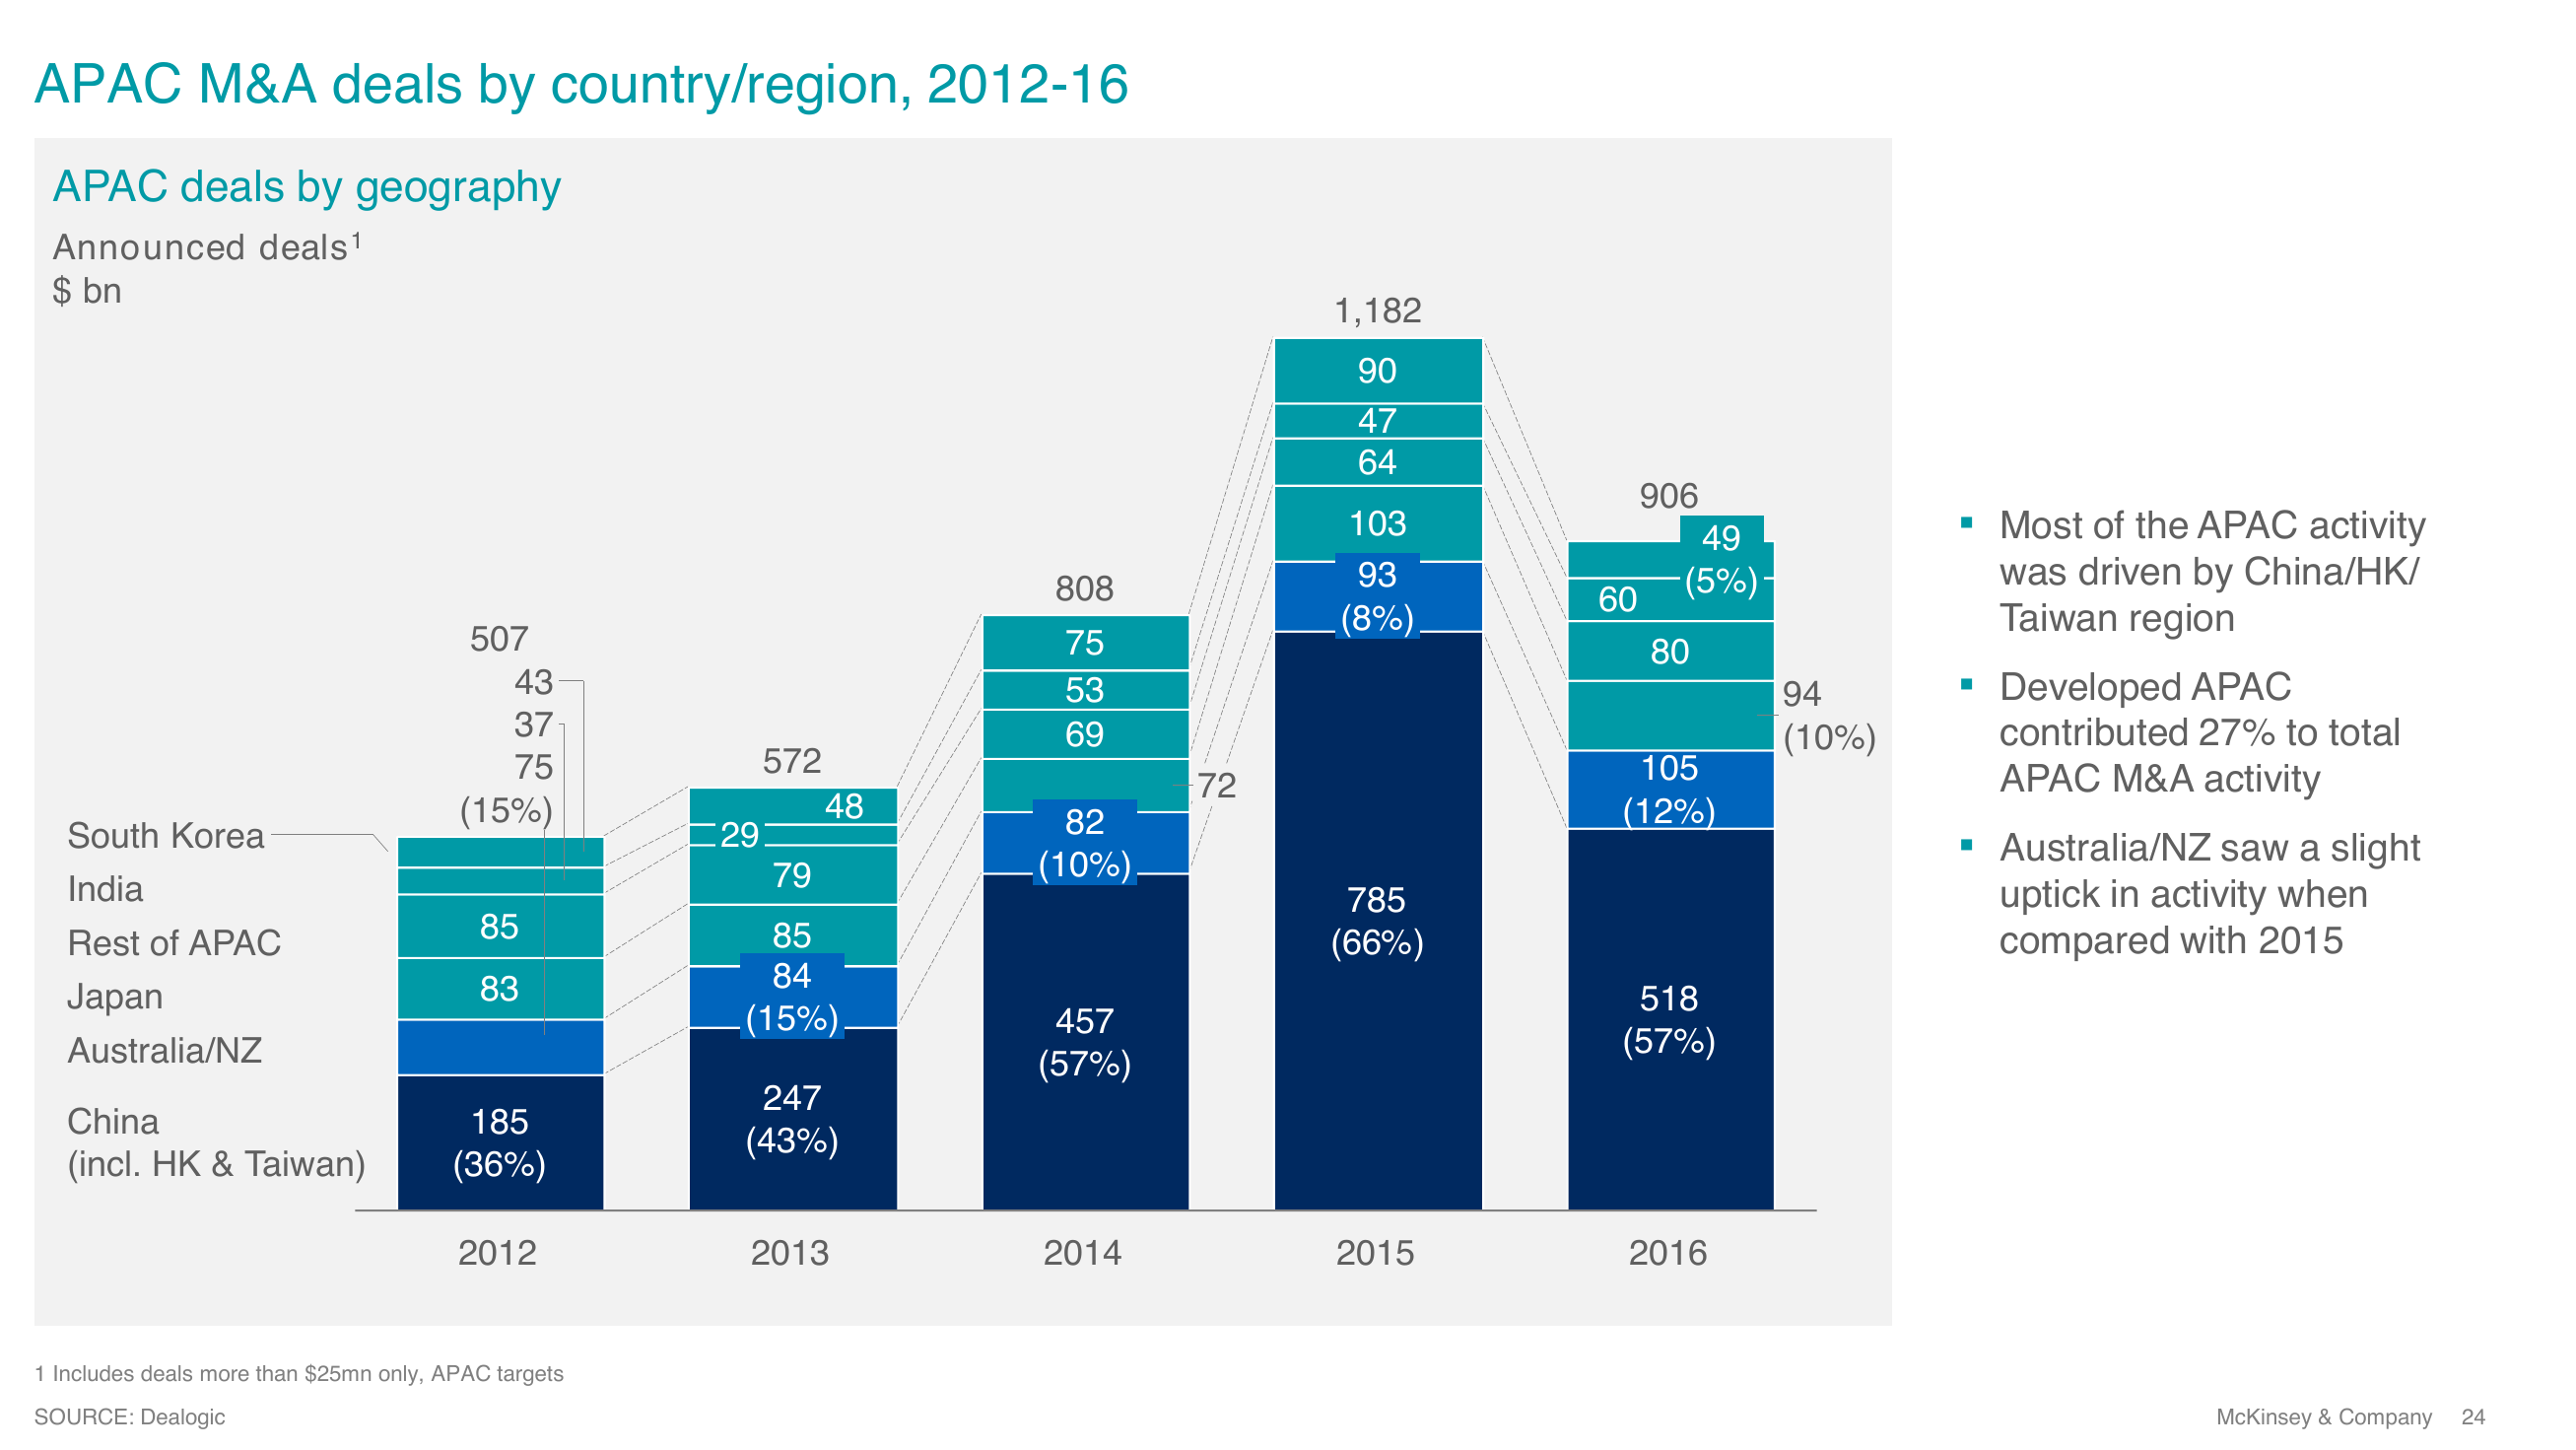 APAC M&A deals by country/region, 2012-16
APAC deals by geography
Announced deals¹
$ bn
507
43
37
75
(15%)
85
83
185
(36%)
572
48
29
79
85
84
(15%)
247
(43%)
808
75
53
69
72
82
(10%)
457
(57%)
1,182
90
47
64
103
93
(8%)
785
(66%)
906
49
(5%)
60
80
94
(10%)
105
(12%)
518
(57%)
South Korea
India
Rest of APAC
Japan
Australia/NZ
China
(incl. HK & Taiwan)
2012
2013
2014
2015
2016
▪ Most of the APAC activity
was driven by China/HK/
Taiwan region
▪ Developed APAC
contributed 27% to total
APAC M&A activity
▪ Australia/NZ saw a slight
uptick in activity when
compared with 2015
1 Includes deals more than $25mn only, APAC targets
SOURCE: Dealogic
McKinsey & Company 24